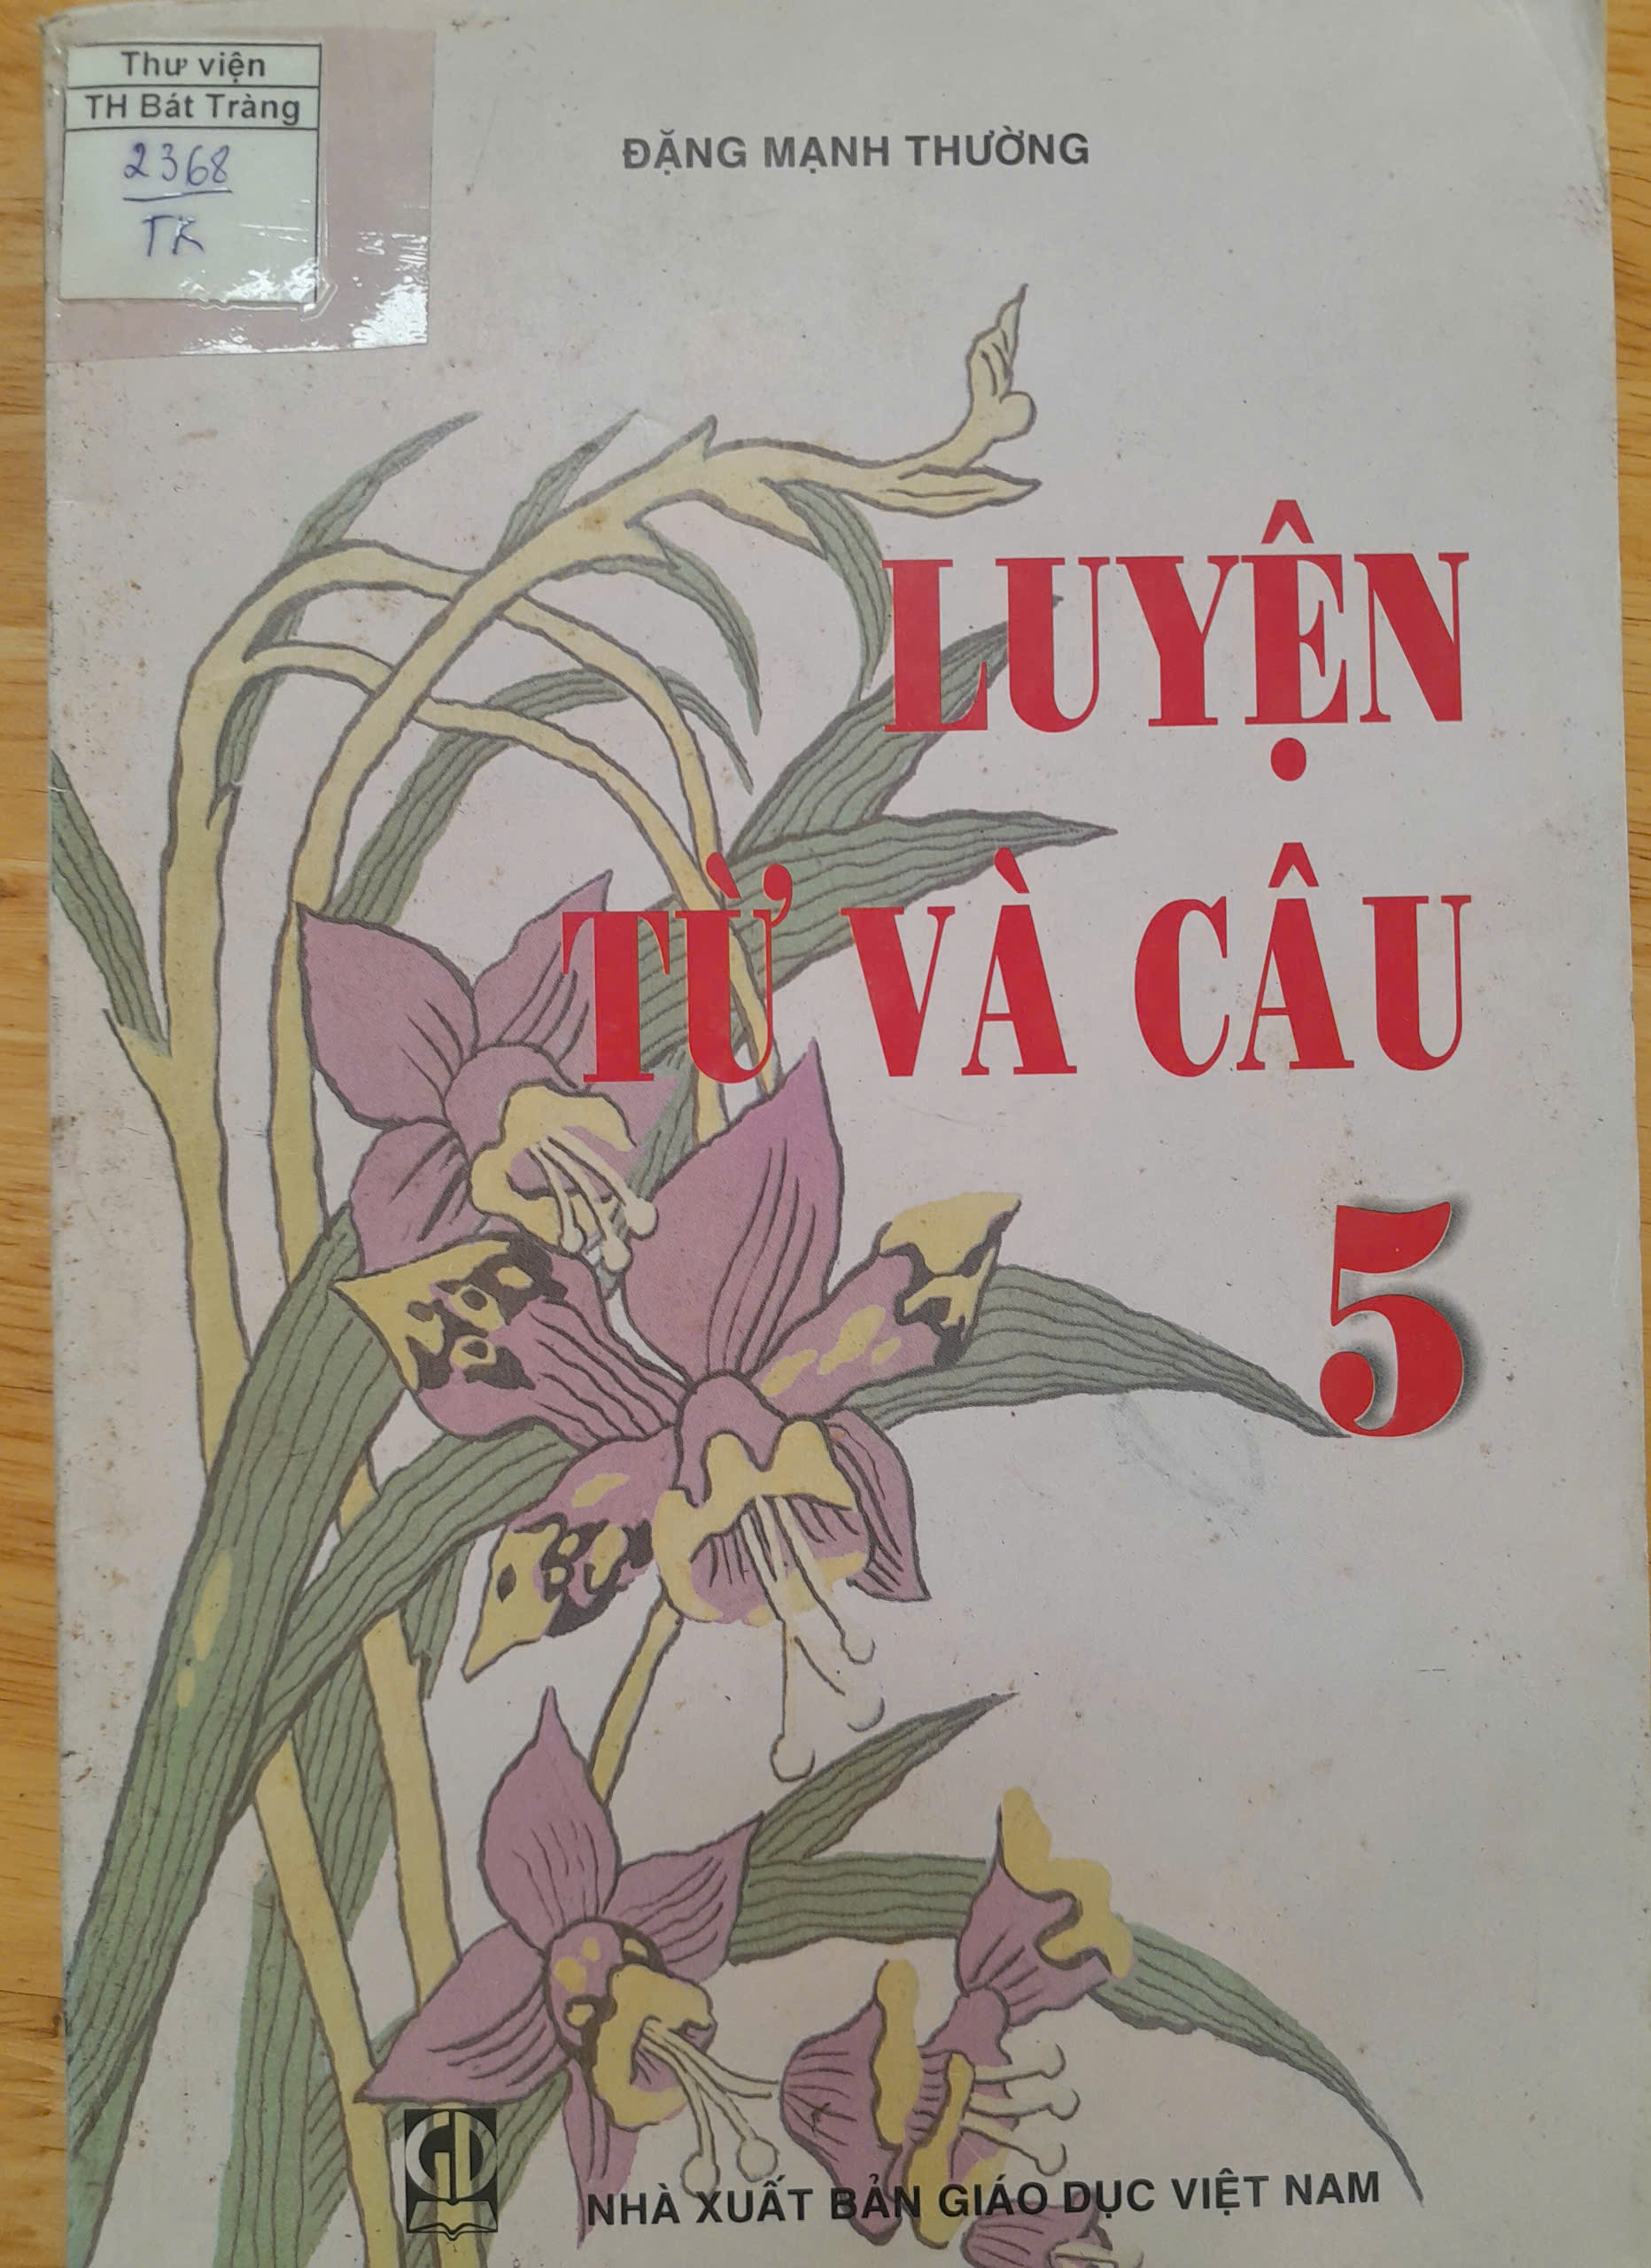 Thư viện
TH Bát Tràng
2368
TK
ĐẶNG MẠNH THƯỜNG
LUYỆN
TỪ VÀ CÂU
5
GD
NHÀ XUẤT BẢN GIÁO DỤC VIỆT NAM